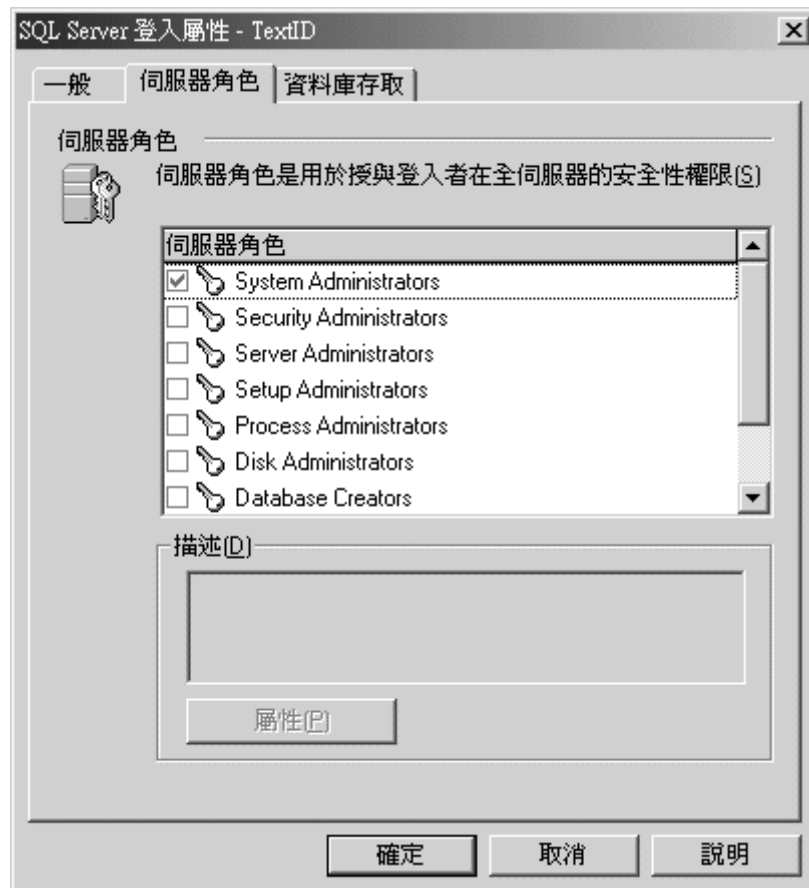 SQL Server 登入屬性 - TextID
一般 伺服器角色 資料庫存取
伺服器角色
伺服器角色是用於授與登入者在全伺服器的安全性權限(S)
伺服器角色
System Administrators
Security Administrators
Server Administrators
Setup Administrators
Process Administrators
Disk Administrators
Database Creators
描述(D)
屬性(P)
確定 取消 說明